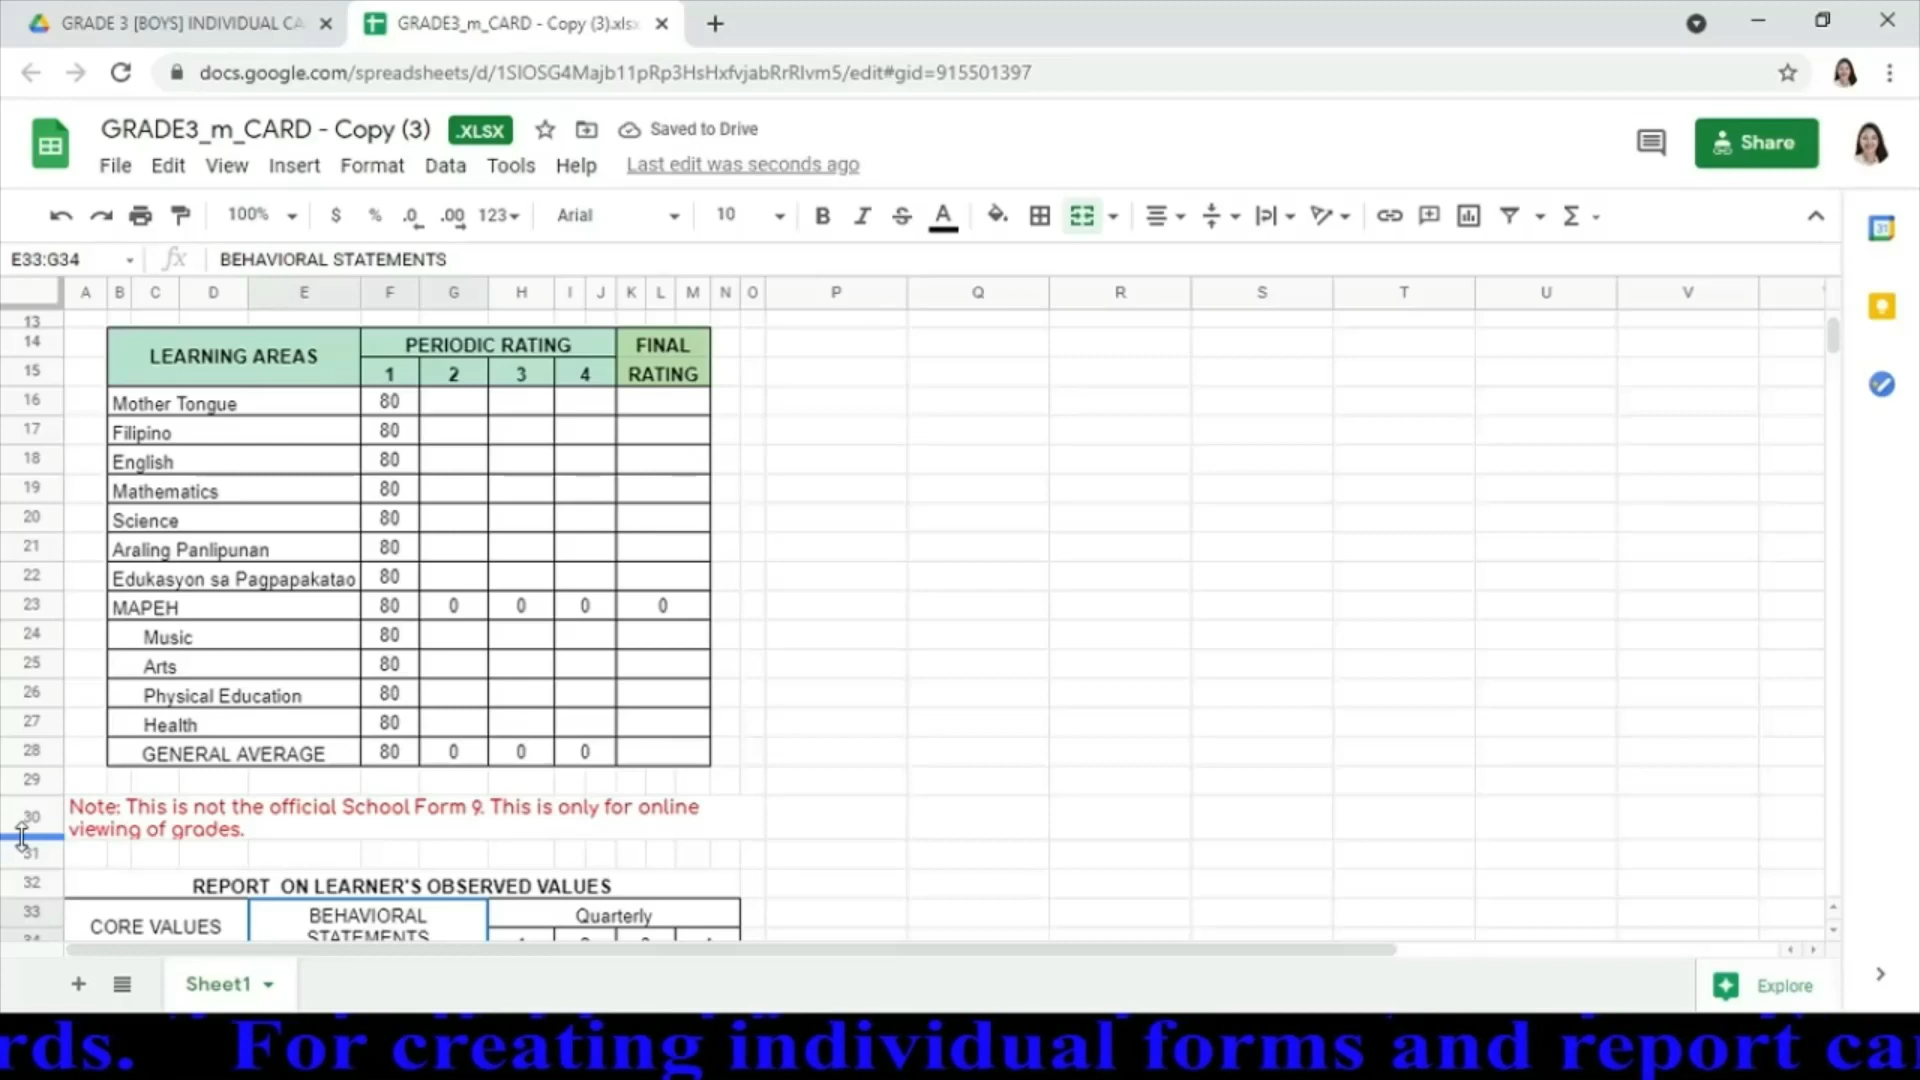 GRADE 3 [BOYS] INDIVIDUAL CA
GRADE3_m_CARD - Copy (3).xls
docs.google.com/spreadsheets/d/1SIOSG4Majb11pRp3HsHxfvjabRrRIvm5/edit#gid=915501397
GRADE3_m_CARD - Copy (3) .XLSX Saved to Drive
File Edit View Insert Format Data Tools Help Last edit was seconds ago
Share
100% $ % .0 .00 123 Arial 10 B I S A
E33:G34 fx BEHAVIORAL STATEMENTS
A B C D E F G H I J K L M N O P Q R S T U V
13
14 LEARNING AREAS PERIODIC RATING FINAL
15 1 2 3 4 RATING
16 Mother Tongue 80
17 Filipino 80
18 English 80
19 Mathematics 80
20 Science 80
21 Araling Panlipunan 80
22 Edukasyon sa Pagpapakatao 80
23 MAPEH 80 0 0 0 0
24 Music 80
25 Arts 80
26 Physical Education 80
27 Health 80
28 GENERAL AVERAGE 80 0 0 0
29
30 Note: This is not the official School Form 9. This is only for online
viewing of grades.
31
32 REPORT ON LEARNER'S OBSERVED VALUES
33 CORE VALUES BEHAVIORAL Quarterly
34 STATEMENTS
Sheet1
Explore
rds. For creating individual forms and report car